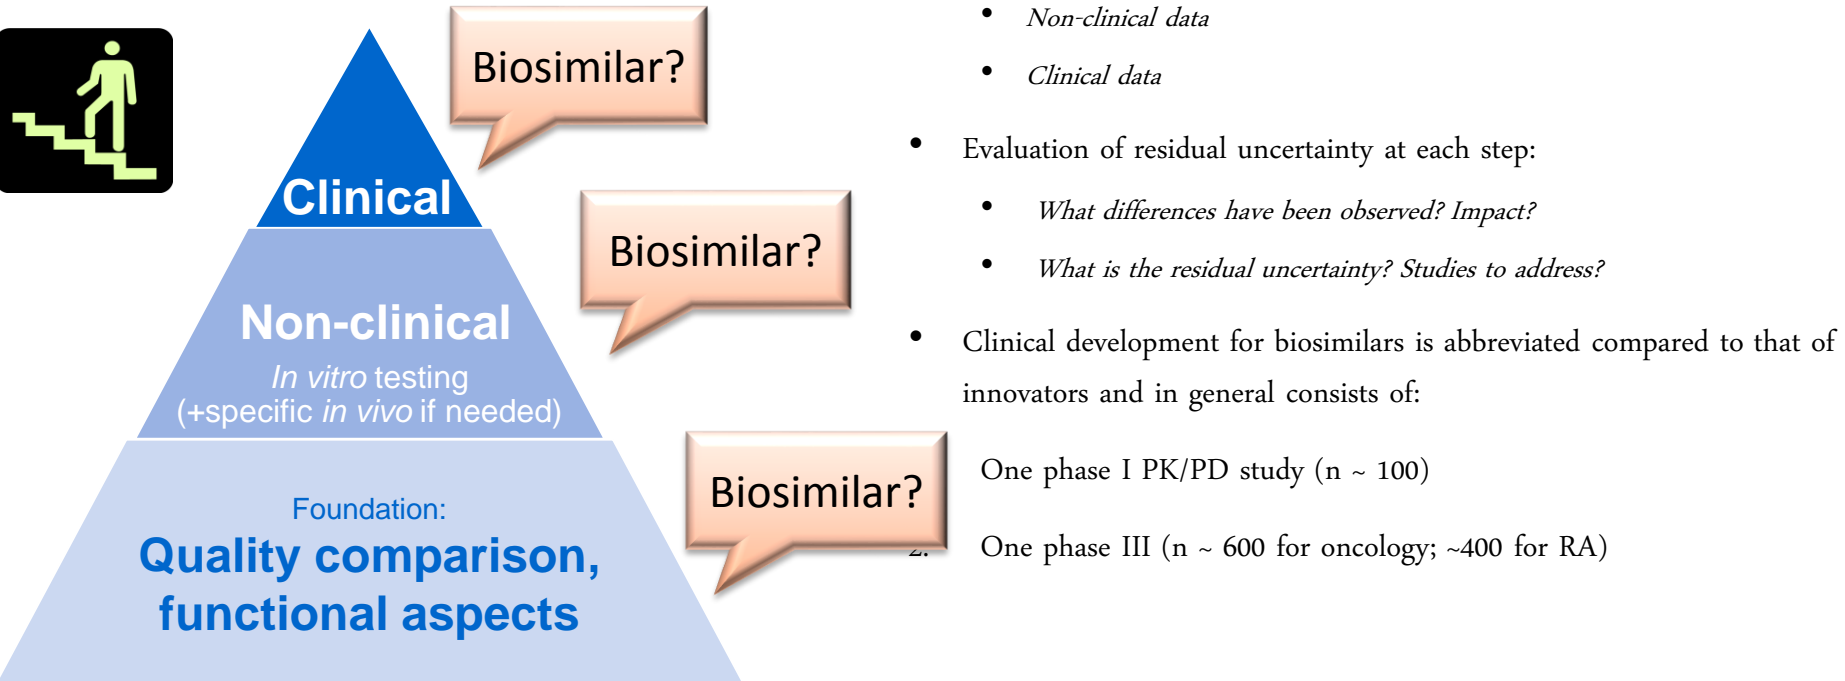 Biosimilar?
Clinical
Biosimilar?
Non-clinical
In vitro testing
(+specific in vivo if needed)
Biosimilar?
Foundation:
Quality comparison,
functional aspects
• Non-clinical data
• Clinical data
• Evaluation of residual uncertainty at each step:
• What differences have been observed? Impact?
• What is the residual uncertainty? Studies to address?
• Clinical development for biosimilars is abbreviated compared to that of
innovators and in general consists of:
One phase I PK/PD study (n ~ 100)
2. One phase III (n ~ 600 for oncology; ~400 for RA)